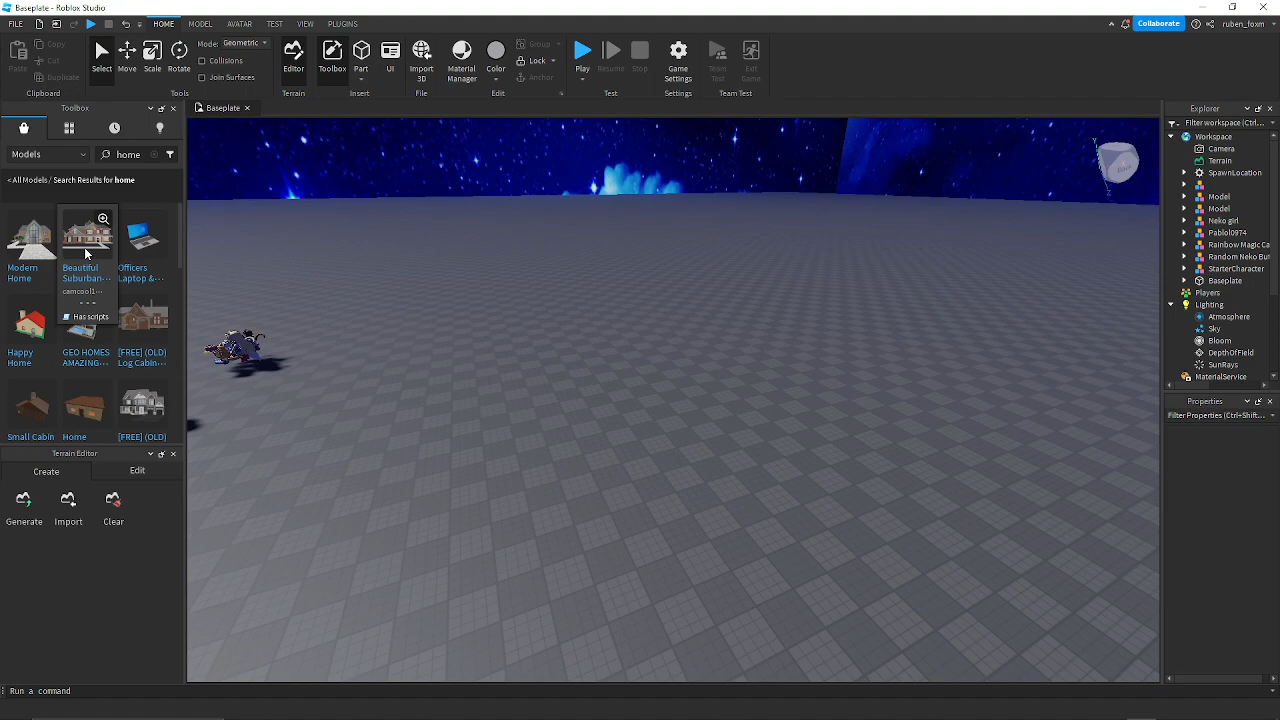 Baseplate - Roblox Studio
FILE HOME MODEL AVATAR TEST VIEW PLUGINS Collaborate ruben_foxm
Paste Copy Cut Duplicate Select Move Scale Rotate Mode: Geometric Collisions Join Surfaces Editor Toolbox Part UI Import 3D Material Manager Color Group Lock Anchor Play Resume Stop Game Settings Team Test Exit Game
Clipboard Tools Terrain Insert File Edit Test Settings Team Test
Toolbox
Baseplate
Models home
<All Models / Search Results for home
Modern Home
Beautiful Suburban...
camcool1...
Has scripts
Officers Laptop &...
Happy Home
GEO HOMES AMAZING...
[FREE] (OLD) Log Cabin...
Small Cabin
Home
[FREE] (OLD)
Terrain Editor
Create Edit
Generate Import Clear
Explorer
Filter workspace (Ctrl...
Workspace
Camera
Terrain
SpawnLocation
Model
Model
Neko girl
Pablol0974
Rainbow Magic Ca
Random Neko But
StarterCharacter
Baseplate
Players
Lighting
Atmosphere
Sky
Bloom
DepthOfField
SunRays
MaterialService
Properties
Filter Properties (Ctrl+Shift...
Run a command